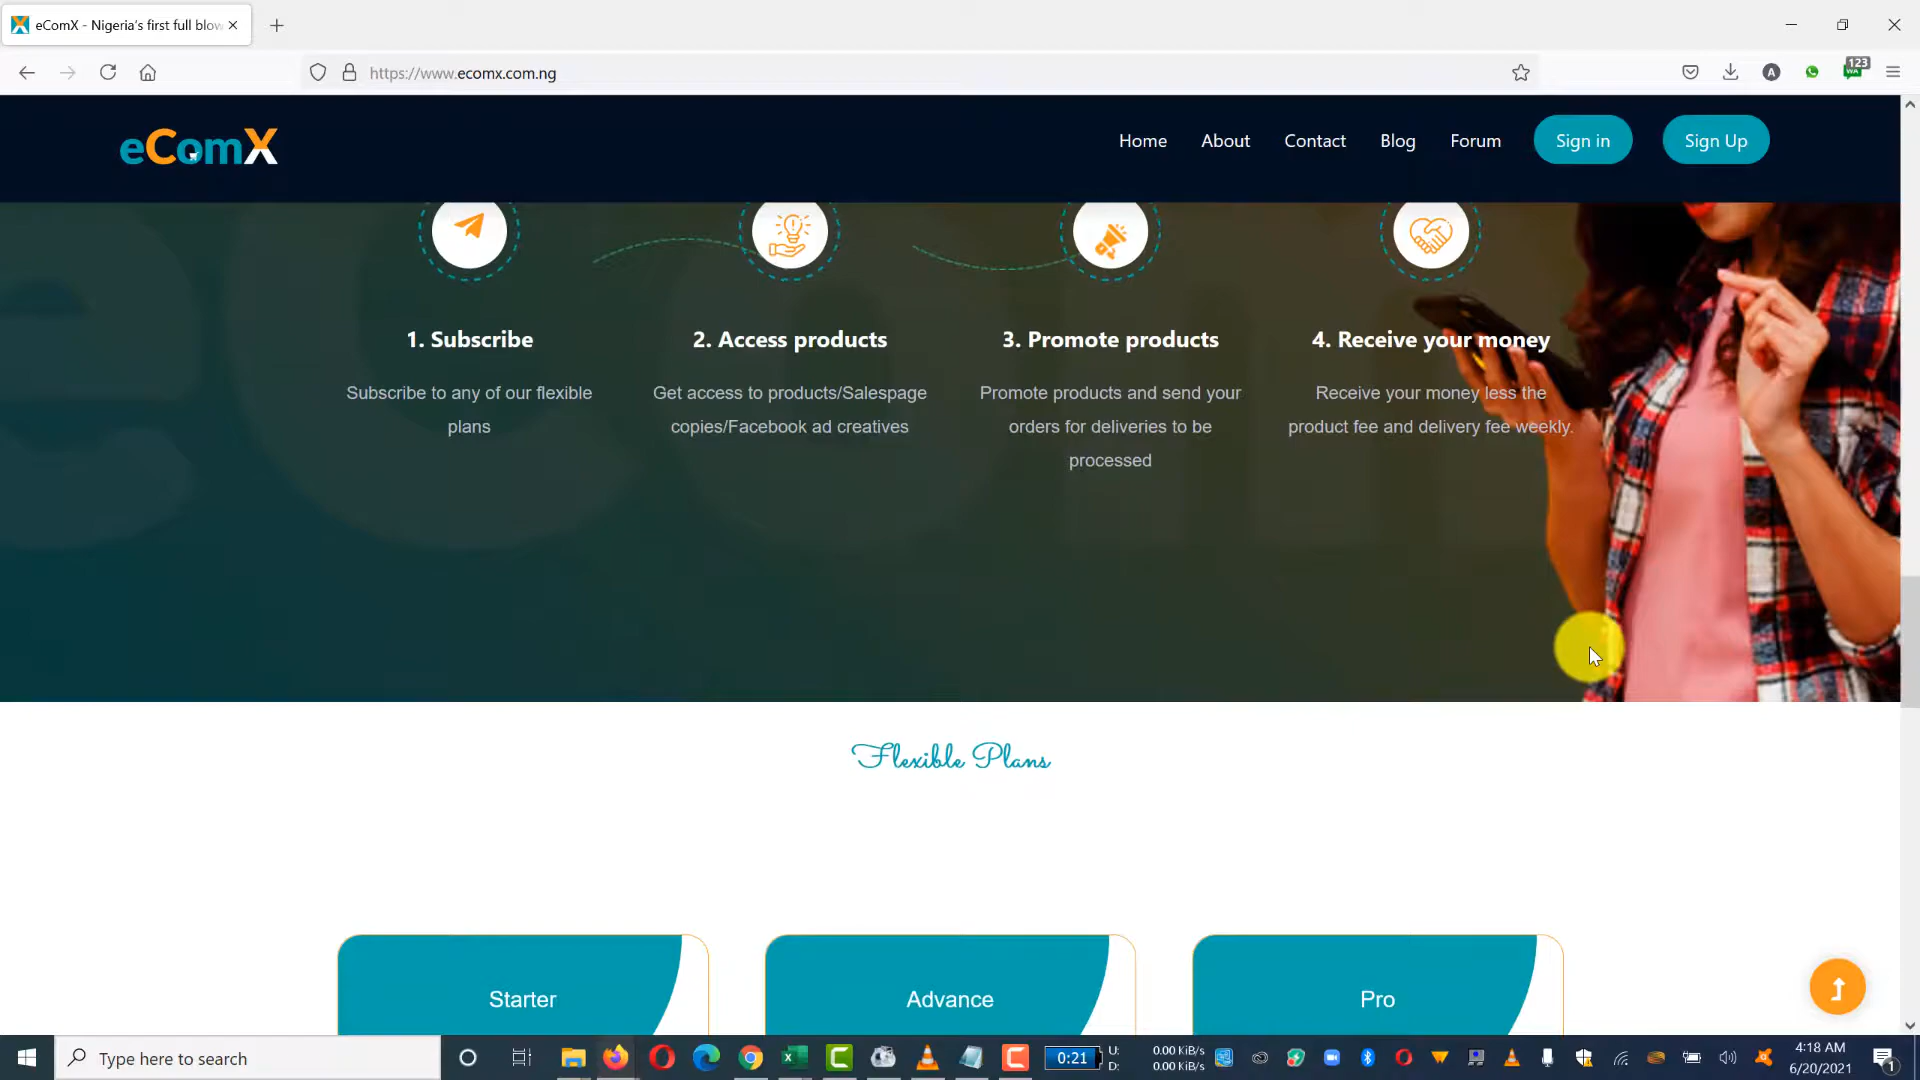 eComX - Nigeria's first full blow
https://www.ecomx.com.ng
123
eComX
Home
About
Contact
Blog
Forum
Sign in
Sign Up
1. Subscribe
Subscribe to any of our flexible
plans
2. Access products
Get access to products/Salespage
copies/Facebook ad creatives
3. Promote products
Promote products and send your
orders for deliveries to be
processed
4. Receive your money
Receive your money less the
product fee and delivery fee weekly.
Flexible Plans
Starter
Advance
Pro
Type here to search
0:21
U: 0.00 KiB/s
D: 0.00 KiB/s
4:18 AM
6/20/2021
1